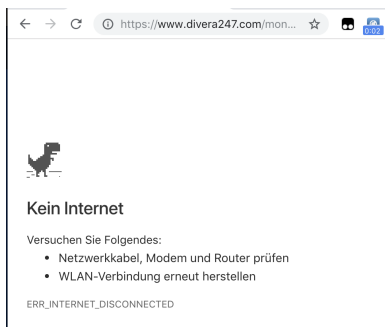 https://www.divera247.com/mon...
0:02
Kein Internet
Versuchen Sie Folgendes:
• Netzwerkkabel, Modem und Router prüfen
• WLAN-Verbindung erneut herstellen
ERR_INTERNET_DISCONNECTED